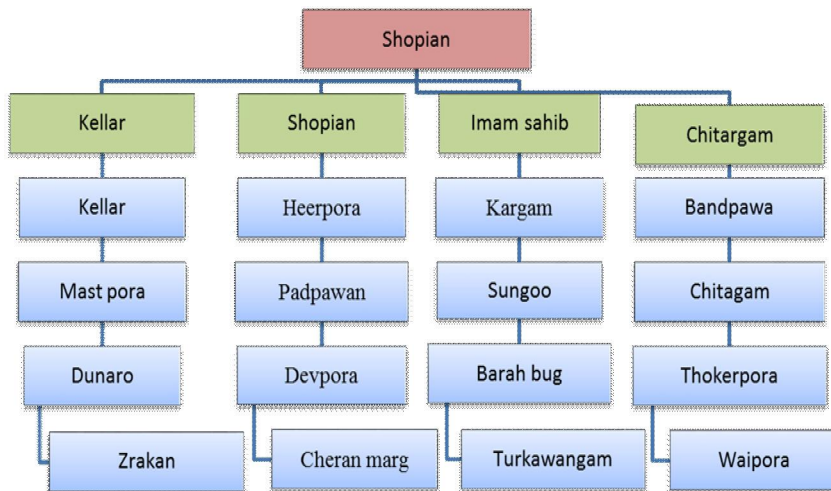 Shopian
Kellar
Shopian
Imam sahib
Chitargam
Kellar
Heerpora
Kargam
Bandpawa
Mast pora
Padpawan
Sungoo
Chitagam
Dunaro
Devpora
Barah bug
Thokerpora
Zrakan
Cheran marg
Turkawangam
Waipora